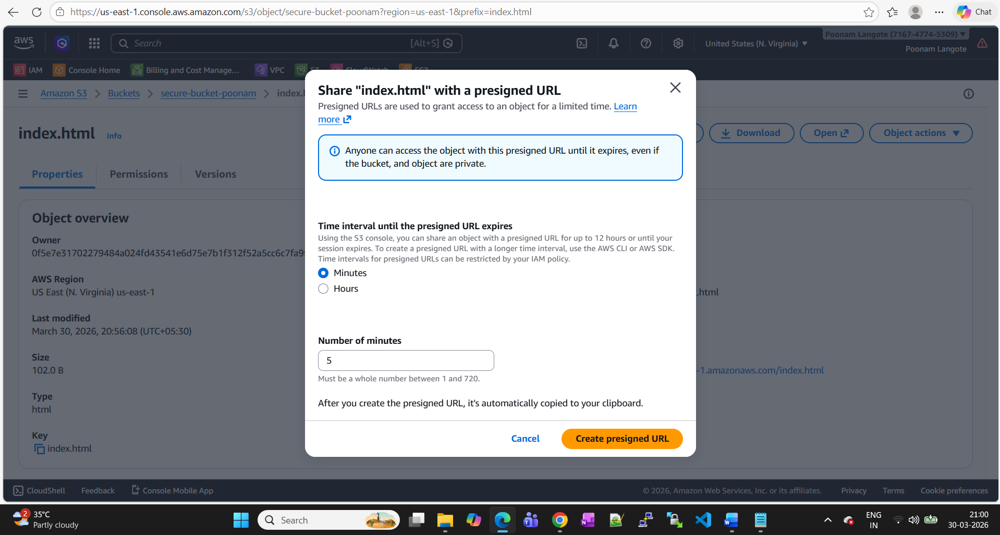 https://us-east-1.console.aws.amazon.com/s3/object/secure-bucket-poonam?region=us-east-1&prefix=index.html
Chat
aws
Search
[Alt+S]
United States (N. Virginia)
Poonam Langote (7167-4774-5309)
Poonam Langote
IAM
Console Home
Billing and Cost Manage...
VPC
S3
CloudWatch
EC2
Amazon S3
Buckets
secure-bucket-poonam
index.html
Info
Download
Open
Object actions
Properties
Permissions
Versions
Object overview
Owner
0f5e7e31702279484a024fd43541e6d75e7b1f312f52a5cc6c7fa9
AWS Region
US East (N. Virginia) us-east-1
Last modified
March 30, 2026, 20:56:08 (UTC+05:30)
Size
102.0 B
Type
html
Key
index.html
.html
-1.amazonaws.com/index.html
Share "index.html" with a presigned URL
Presigned URLs are used to grant access to an object for a limited time. Learn
more
Anyone can access the object with this presigned URL until it expires, even if
the bucket, and object are private.
Time interval until the presigned URL expires
Using the S3 console, you can share an object with a presigned URL for up to 12 hours or until your
session expires. To create a presigned URL with a longer time interval, use the AWS CLI or AWS SDK.
Time intervals for presigned URLs can be restricted by your IAM policy.
Minutes
Hours
Number of minutes
5
Must be a whole number between 1 and 720.
After you create the presigned URL, it's automatically copied to your clipboard.
Cancel
Create presigned URL
CloudShell
Feedback
Console Mobile App
© 2026, Amazon Web Services, Inc. or its affiliates.
Privacy
Terms
Cookie preferences
2
35°C
Partly cloudy
Search
ENG
IN
21:00
30-03-2026